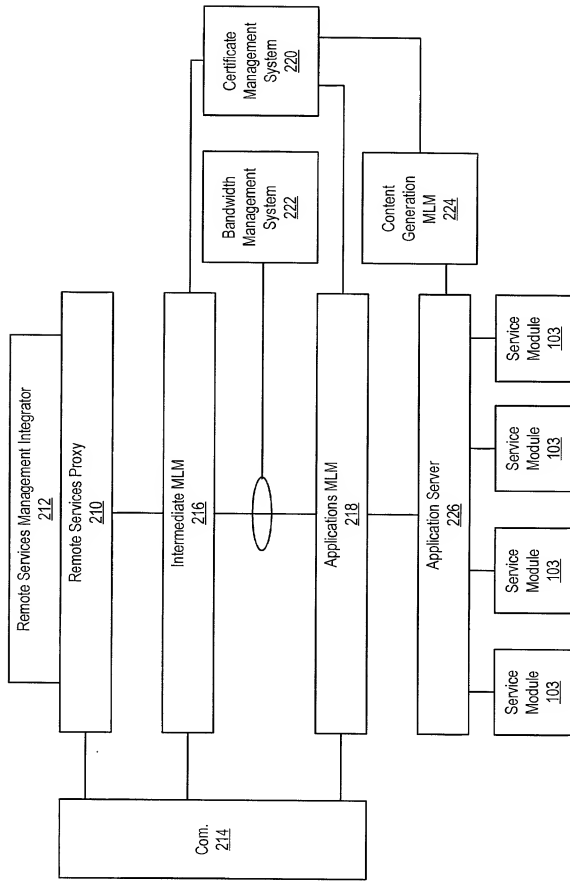 Remote Services Management Integrator
212
Remote Services Proxy
210
Com.
214
Intermediate MLM
216
Certificate
Management
System
220
Bandwidth
Management
System
222
Applications MLM
218
Content
Generation
MLM
224
Application Server
226
Service
Module
103
Service
Module
103
Service
Module
103
Service
Module
103